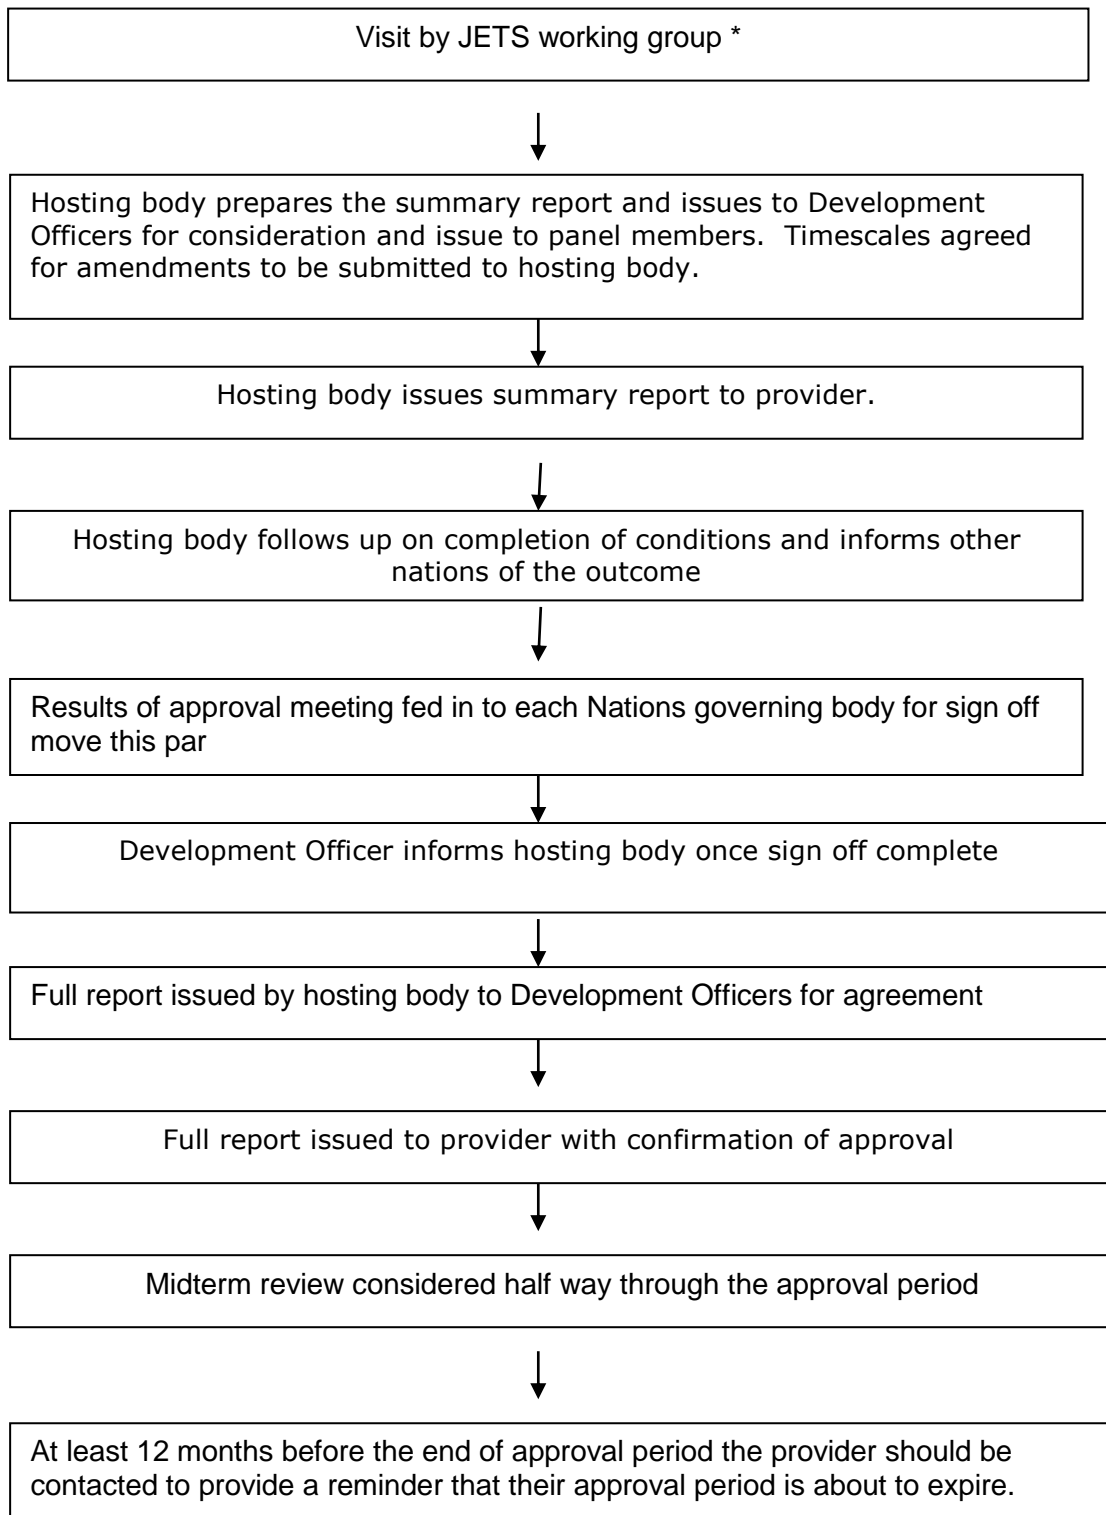 Visit by JETS working group *
Hosting body prepares the summary report and issues to Development
Officers for consideration and issue to panel members.  Timescales agreed
for amendments to be submitted to hosting body.
Hosting body issues summary report to provider.
Hosting body follows up on completion of conditions and informs other
nations of the outcome
Results of approval meeting fed in to each Nations governing body for sign off
move this par
Development Officer informs hosting body once sign off complete
Full report issued by hosting body to Development Officers for agreement
Full report issued to provider with confirmation of approval
Midterm review considered half way through the approval period
At least 12 months before the end of approval period the provider should be
contacted to provide a reminder that their approval period is about to expire.